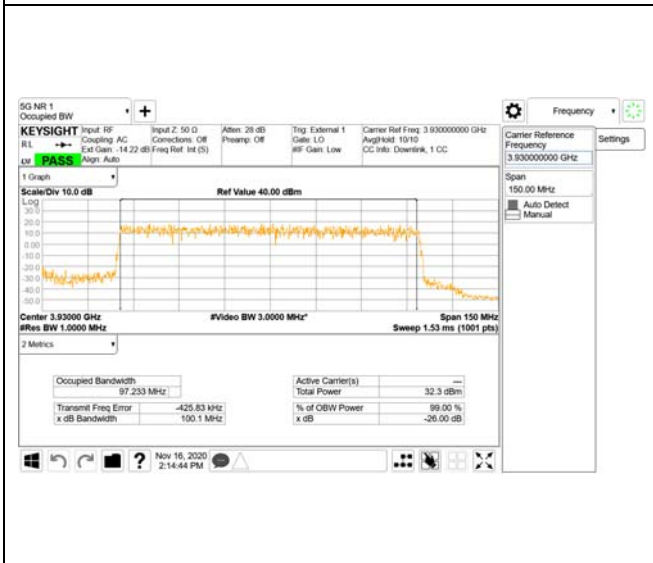 5G NR 1
Occupied BW
+
Frequency
KEYSIGHT Input: RF Input Z: 50 Ω Atten: 28 dB Trig: External 1 Carrier Ref Freq: 3.930000000 GHz
RL Coupling: AC Corrections: Off Preamp: Off Gate: LO Avg|Hold: 10/10
Ext Gain: -14.22 dB Freq Ref: Int (S) #IF Gain: Low CC Info: Downlink, 1 CC
PASS Align: Auto
Carrier Reference
Frequency
3.930000000 GHz
Settings
Span
150.00 MHz
Auto Detect
Manual
1 Graph
Scale/Div 10.0 dB Ref Value 40.00 dBm
Log
30.0
20.0
10.0
0.00
-10.0
-20.0
-30.0
-40.0
-50.0
Center 3.93000 GHz #Video BW 3.0000 MHz* Span 150 MHz
#Res BW 1.0000 MHz Sweep 1.53 ms (1001 pts)
2 Metrics
Occupied Bandwidth Active Carrier(s) ---
97.233 MHz Total Power 32.3 dBm
Transmit Freq Error -425.83 kHz % of OBW Power 99.00 %
x dB Bandwidth 100.1 MHz x dB -26.00 dB
? Nov 16, 2020
2:14:44 PM